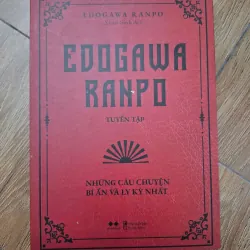 EDOGAWA RANPO
EDOGAWA
RANPO
TUYỂN TẬP
NHỮNG CÂU CHUYỆN
BÍ ẨN VÀ LY KỲ NHẤT